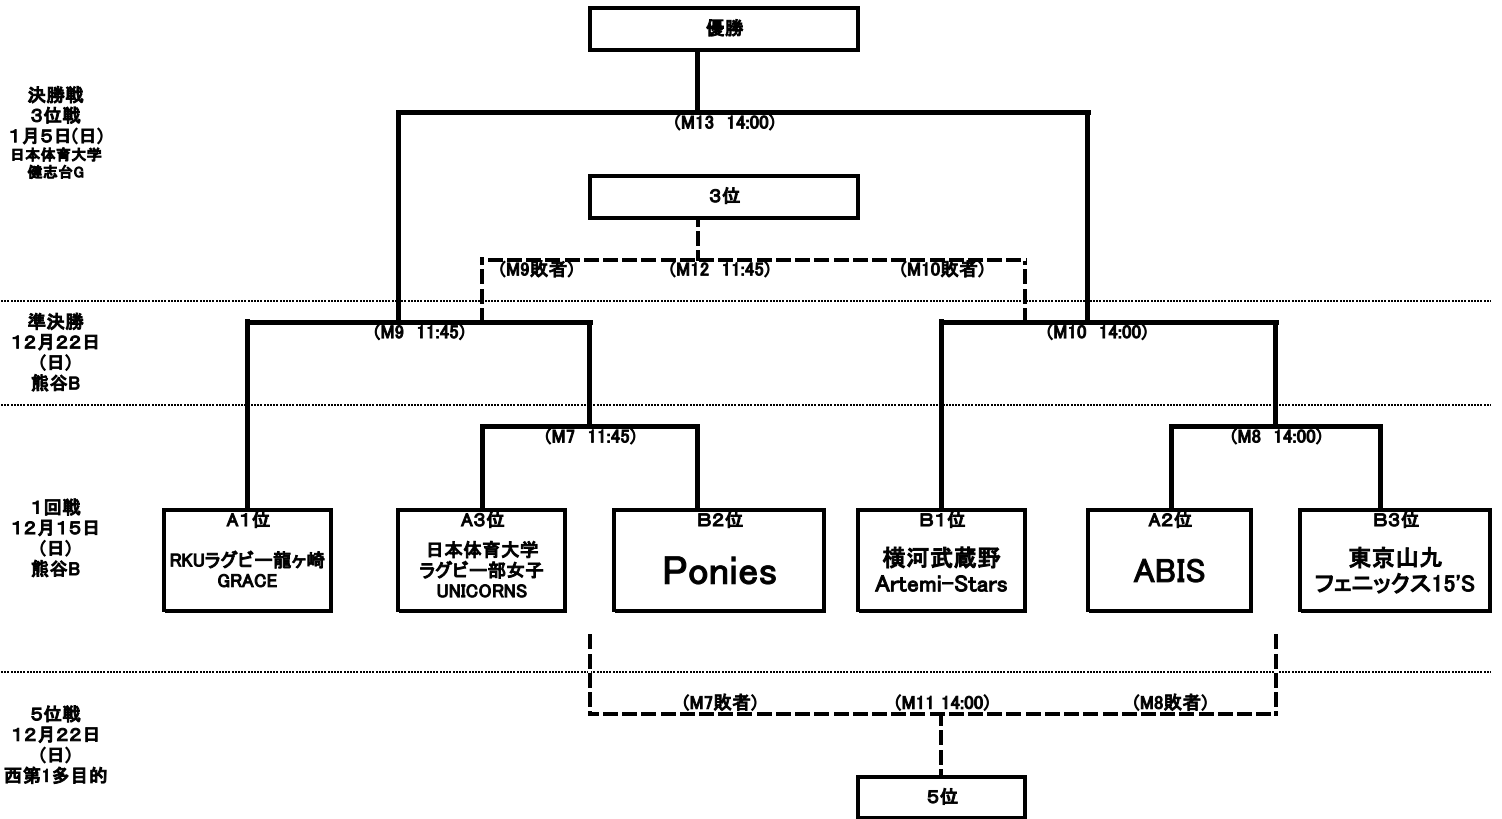 優勝
決勝戦
3位戦
1月5日(日)
日本体育大学
健志台G
(M13 14:00)
3位
(M9敗者)
(M12 11:45)
(M10敗者)
準決勝
12月22日
(日)
熊谷B
(M9 11:45)
(M10 14:00)
(M7 11:45)
(M8 14:00)
1回戦
12月15日
(日)
熊谷B
A1位
RKUラグビー龍ヶ崎
GRACE
A3位
日本体育大学
ラグビー部女子
UNICORNS
B2位
Ponies
B1位
横河武蔵野
Artemi-Stars
A2位
ABIS
B3位
東京山九
フェニックス15'S
5位戦
12月22日
(日)
西第1多目的
(M7敗者)
(M11 14:00)
(M8敗者)
5位